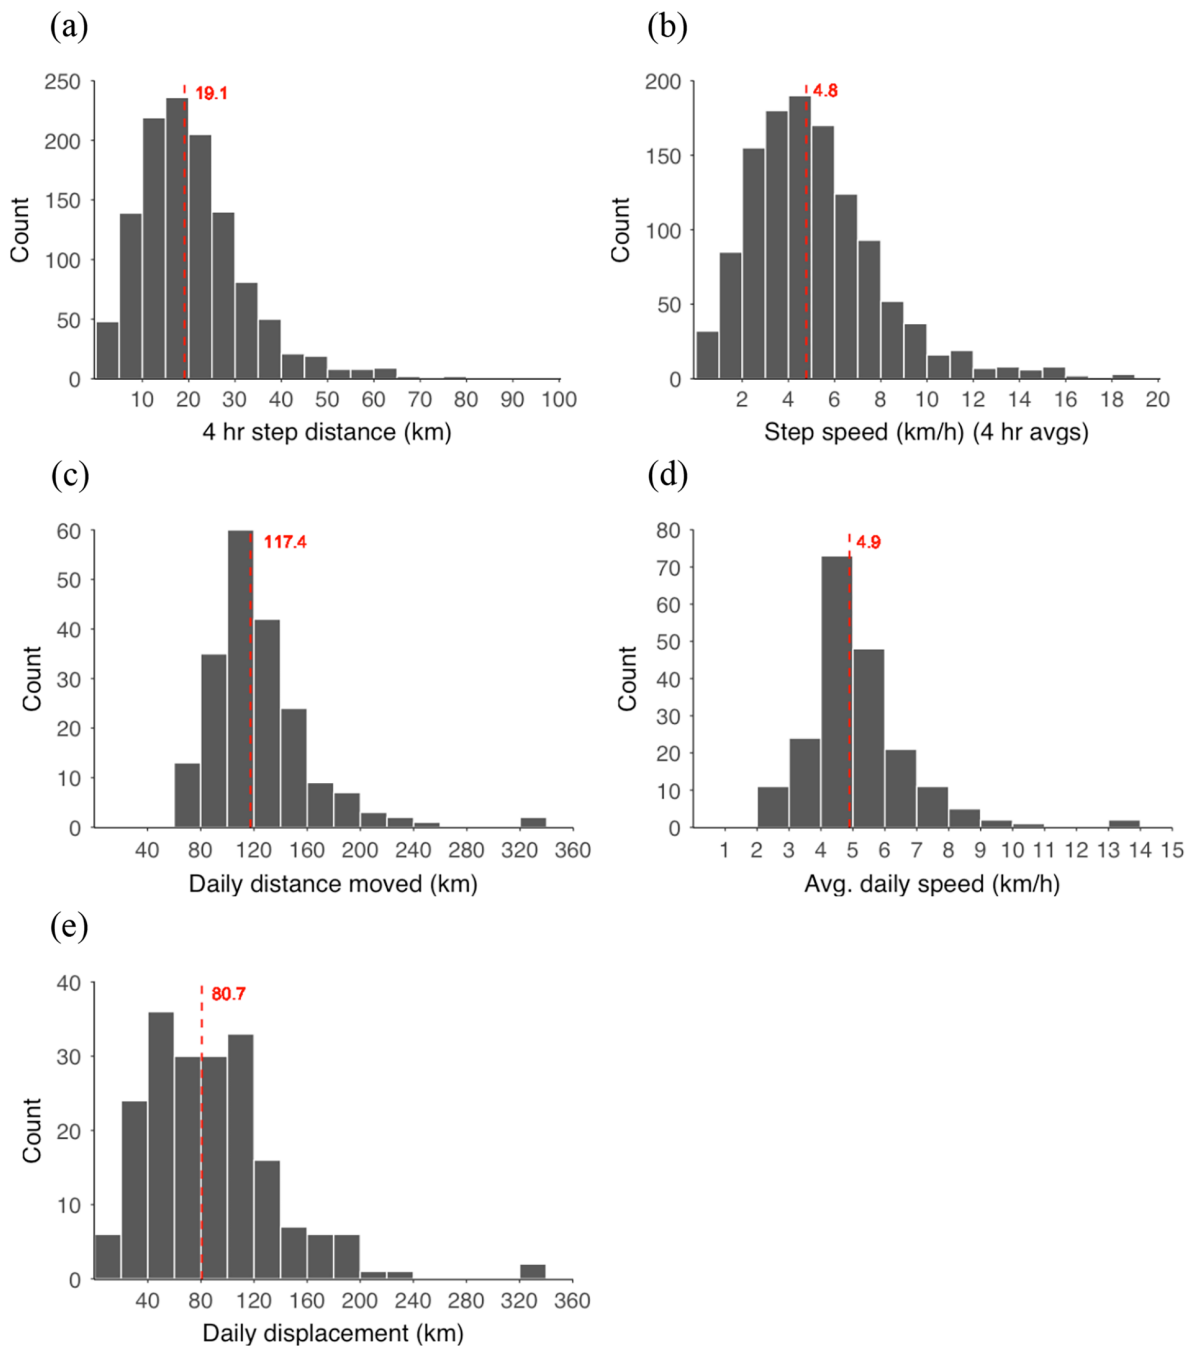 (a)
(b)
250
200
150
100
50
0
Count
19.1
10 20 30 40 50 60 70 80 90 100
4 hr step distance (km)
200
150
100
50
0
Count
4.8
2 4 6 8 10 12 14 16 18 20
Step speed (km/h) (4 hr avgs)
(c)
(d)
60
50
40
30
20
10
0
Count
117.4
40 80 120 160 200 240 280 320 360
Daily distance moved (km)
80
70
60
50
40
30
20
10
0
Count
4.9
1 2 3 4 5 6 7 8 9 10 11 12 13 14 15
Avg. daily speed (km/h)
(e)
40
30
20
10
0
Count
80.7
40 80 120 160 200 240 280 320 360
Daily displacement (km)